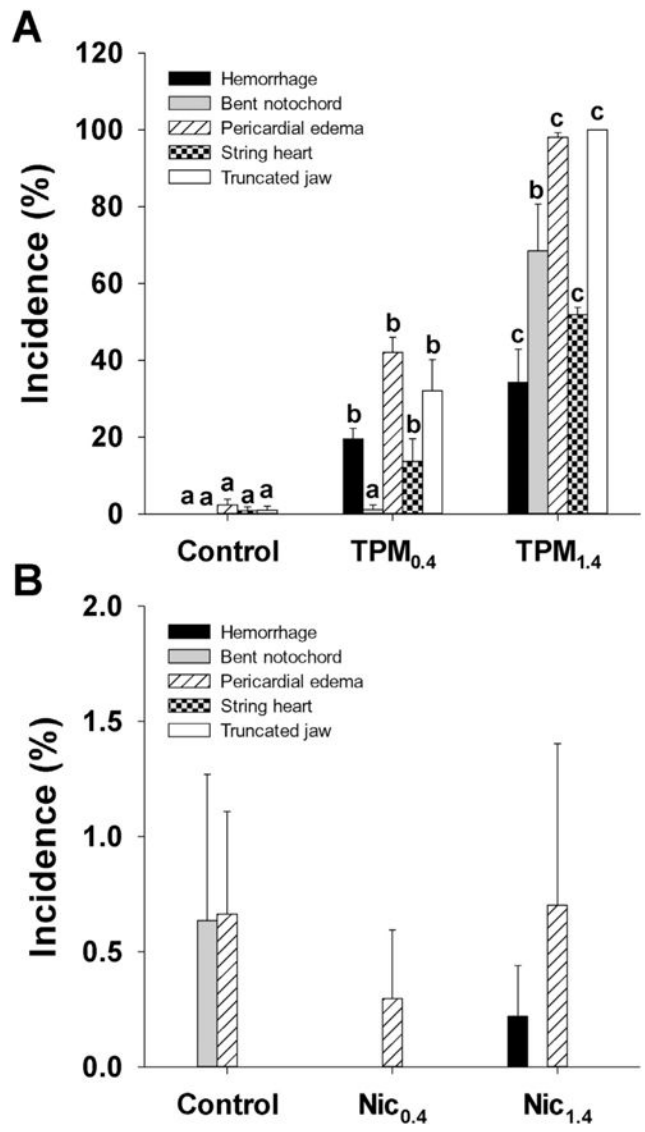 A
Incidence (%)
120
100
80
60
40
20
0
Hemorrhage
Bent notochord
Pericardial edema
String heart
Truncated jaw
a a a a a
b a b b b
c b c c c
Control TPM0.4 TPM1.4
B
Incidence (%)
2.0
1.5
1.0
0.5
0.0
Hemorrhage
Bent notochord
Pericardial edema
String heart
Truncated jaw
Control Nic0.4 Nic1.4